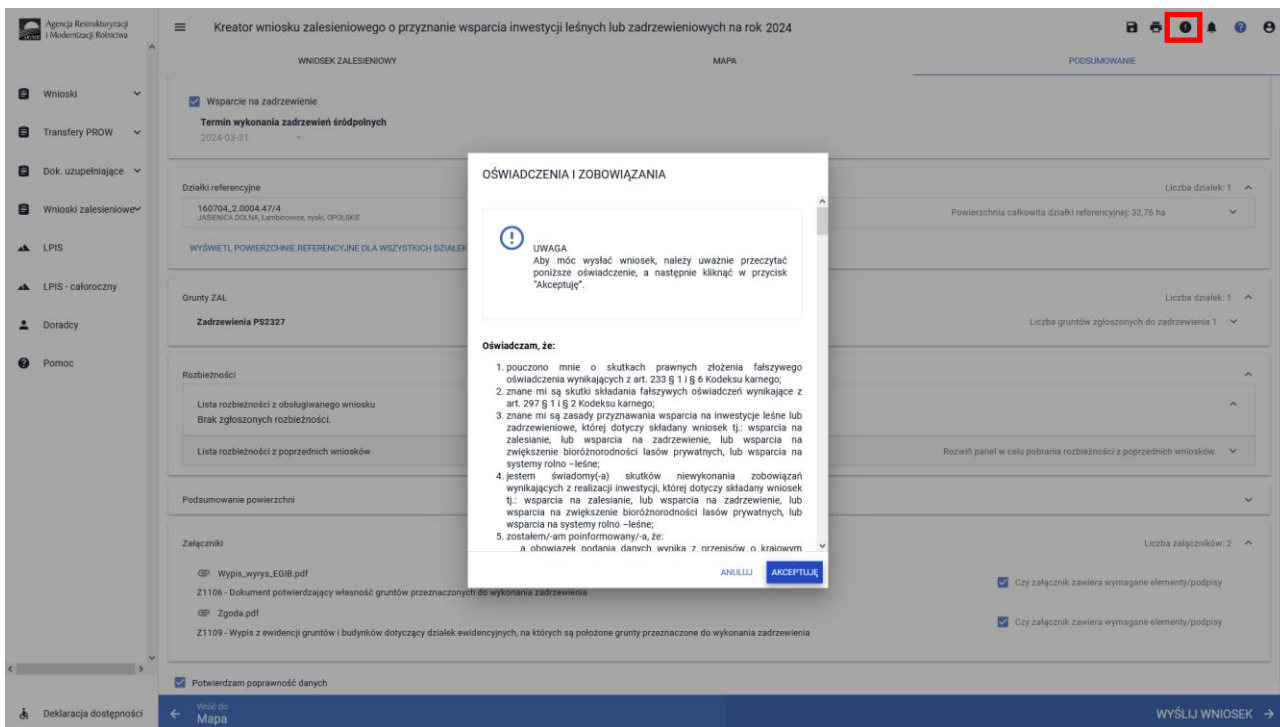 Agencja Restrukturyzacji
i Modernizacji Rolnictwa
Kreator wniosku zalesieniowego o przyznanie wsparcia inwestycji leśnych lub zadrzewieniowych na rok 2024
WNIOSEK ZALESIENIOWY
MAPA
PODSUMOWANIE
Wnioski
Transfery PROW
Dok. uzupełniające
Wnioski zalesieniowe
LPIS
LPIS - całoroczny
Doradcy
Pomoc
Deklaracja dostępności
Wsparcie na zadrzewienie
Termin wykonania zadrzewień śródpolnych
2024-03-31 -
Działki referencyjne
Liczba działek: 1
160704_2.0004.47/4
JASIENICA DOLNA, Łambinowice, nyski, OPOLSKIE
Powierzchnia całkowita działki referencyjnej: 32,76 ha
WYŚWIETL POWIERZCHNIE REFERENCYJNE DLA WSZYSTKICH DZIAŁEK
Grunty ZAL
Liczba działek: 1
Zadrzewienia PS2327
Liczba gruntów zgłoszonych do zadrzewienia 1
Rozbieżności
Lista rozbieżności z obsługiwanego wniosku
Brak zgłoszonych rozbieżności.
Lista rozbieżności z poprzednich wniosków
Rozwiń panel w celu pobrania rozbieżności z poprzednich wniosków.
Podsumowanie powierzchni
Załączniki
Liczba załączników: 2
Wypis_wyrys_EGIB.pdf
Z1106 - Dokument potwierdzający własność gruntów przeznaczonych do wykonania zadrzewienia
Czy załącznik zawiera wymagane elementy/podpisy
Zgoda.pdf
Z1109 - Wypis z ewidencji gruntów i budynków dotyczący działek ewidencyjnych, na których są położone grunty przeznaczone do wykonania zadrzewienia
Czy załącznik zawiera wymagane elementy/podpisy
Potwierdzam poprawność danych
Wróć do
Mapa
WYŚLIJ WNIOSEK
OŚWIADCZENIA I ZOBOWIĄZANIA
UWAGA
Aby móc wysłać wniosek, należy uważnie przeczytać
poniższe oświadczenie, a następnie kliknąć w przycisk
"Akceptuję".
Oświadczam, że:
1. pouczono mnie o skutkach prawnych złożenia fałszywego
oświadczenia wynikających z art. 233 § 1 i § 6 Kodeksu karnego;
2. znane mi są skutki składania fałszywych oświadczeń wynikające z
art. 297 § 1 i § 2 Kodeksu karnego;
3. znane mi są zasady przyznawania wsparcia na inwestycje leśne lub
zadrzewieniowe, której dotyczy składany wniosek tj.: wsparcia na
zalesianie, lub wsparcia na zadrzewienie, lub wsparcia na
zwiększenie bioróżnorodności lasów prywatnych, lub wsparcia na
systemy rolno –leśne;
4. jestem świadomy(-a) skutków niewykonania zobowiązań
wynikających z realizacji inwestycji, której dotyczy składany wniosek
tj.: wsparcia na zalesianie, lub wsparcia na zadrzewienie, lub
wsparcia na zwiększenie bioróżnorodności lasów prywatnych, lub
wsparcia na systemy rolno –leśne;
5. zostałem/-am poinformowany/-a, że:
a. obowiązek podania danych wynika z przepisów o krajowym
ANULUJ
AKCEPTUJĘ